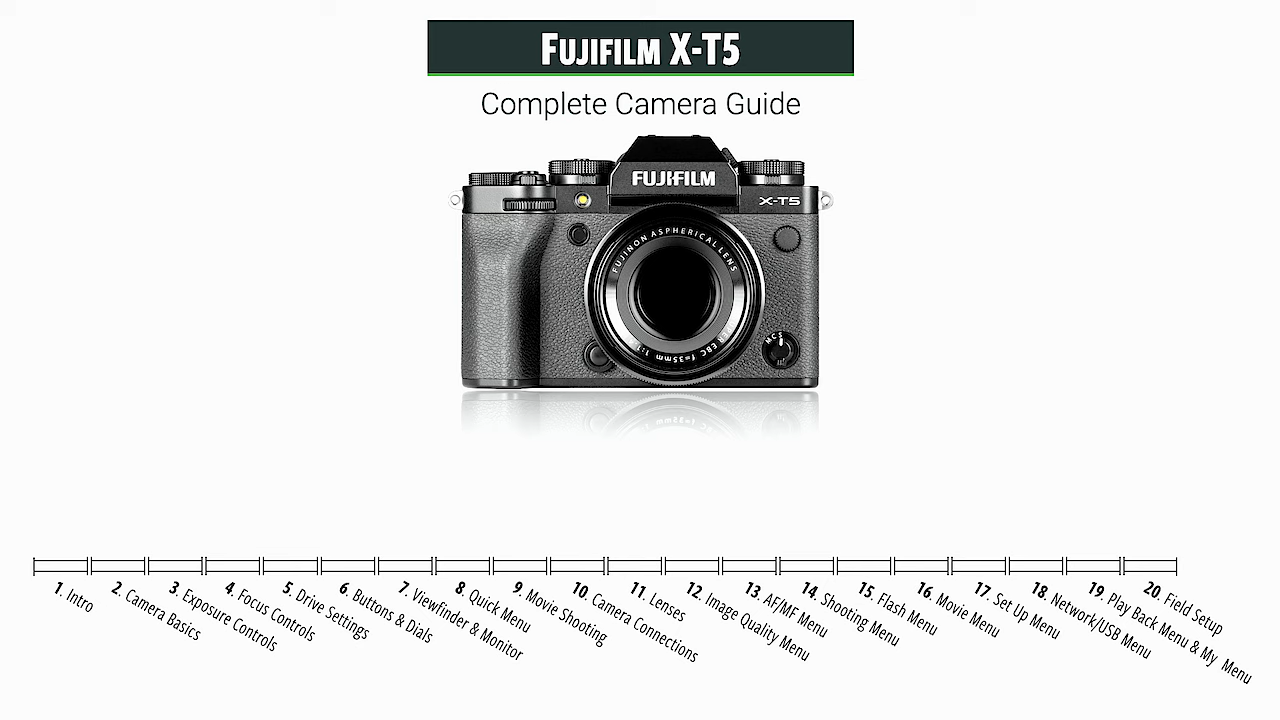 FUJIFILM X-T5
Complete Camera Guide
FUJIFILM
X-T5
FUJINON ASPHERICAL LENS
EBC f=35mm
M C S
1. Intro
2. Camera Basics
3. Exposure Controls
4. Focus Controls
5. Drive Settings
6. Buttons & Dials
7. Viewfinder & Monitor
8. Quick Menu
9. Movie Shooting
10. Camera Connections
11. Lenses
12. Image Quality Menu
13. AF/MF Menu
14. Shooting Menu
15. Flash Menu
16. Movie Menu
17. Set Up Menu
18. Network/USB Menu
19. Play Back Menu & My Menu
20. Field Setup